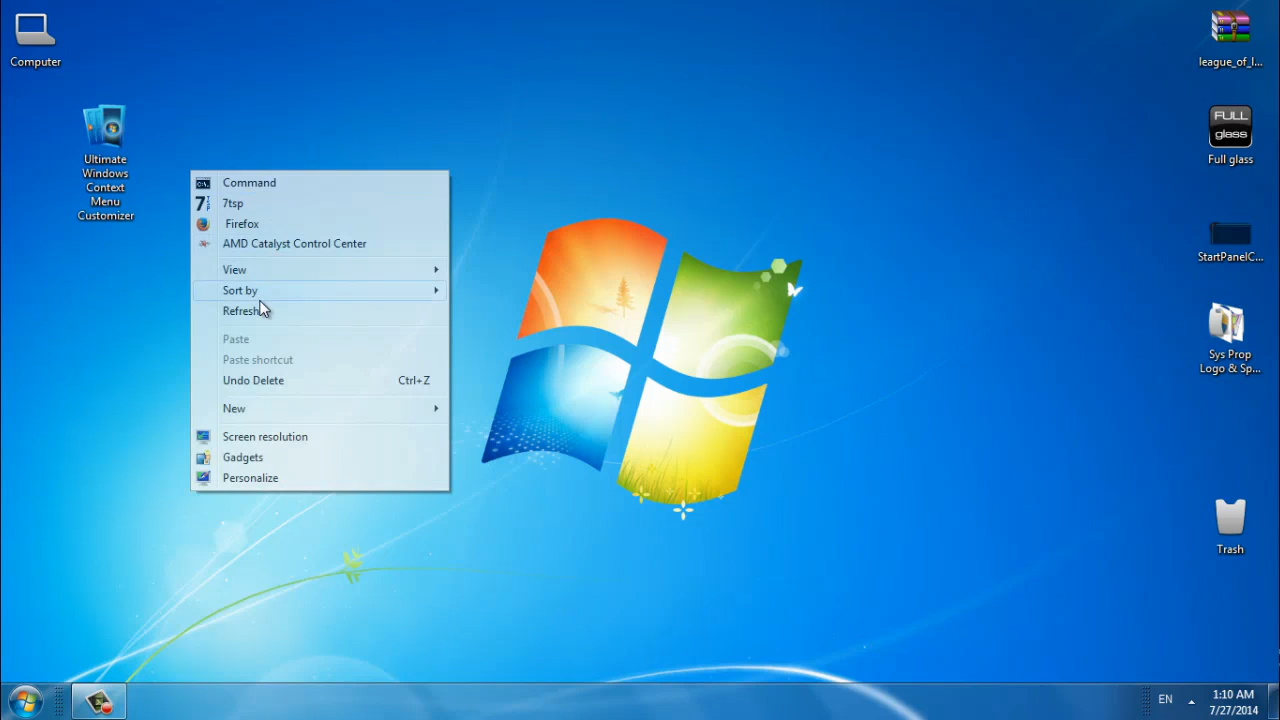 Computer
Ultimate
Windows
Context
Menu
Customizer
C:\.
Command
7tsp
Firefox
AMD Catalyst Control Center
View
Sort by
Refresh
Paste
Paste shortcut
Undo Delete Ctrl+Z
New
Screen resolution
Gadgets
Personalize
league_of_l...
FULL
glass
Full glass
StartPanelC...
Sys Prop
Logo & Sp...
Trash
EN
1:10 AM
7/27/2014